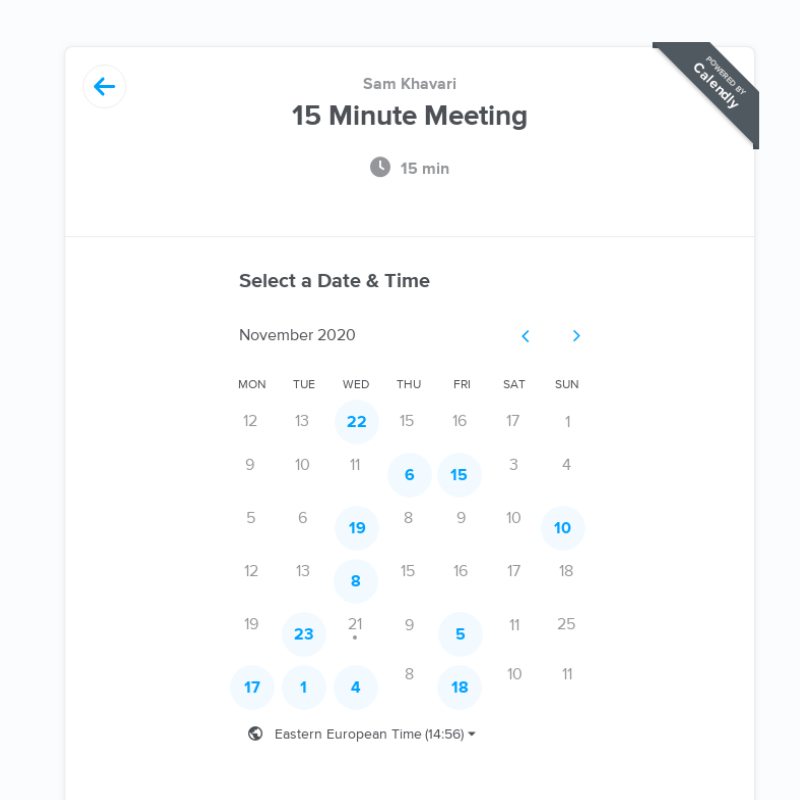 POWERED BY
Calendly
Sam Khavari
15 Minute Meeting
15 min
Select a Date & Time
November 2020
MON TUE WED THU FRI SAT SUN
12 13 22 15 16 17 1
9 10 11 6 15 3 4
5 6 19 8 9 10 10
12 13 8 15 16 17 18
19 23 21 9 5 11 25
17 1 4 8 18 10 11
Eastern European Time (14:56)